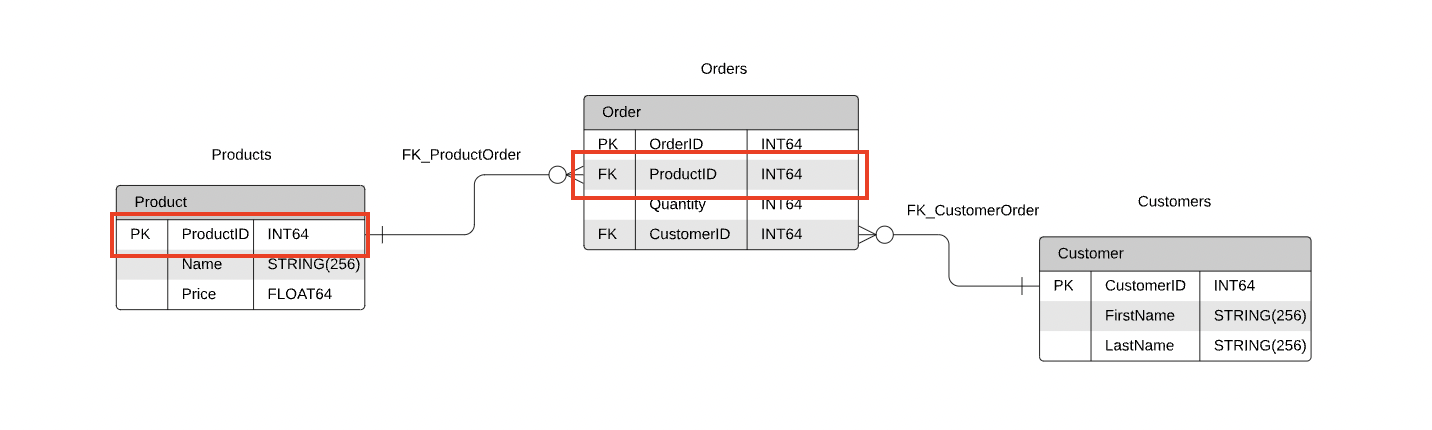 Orders
Order
PK OrderID INT64
FK ProductID INT64
Quantity INT64
FK CustomerID INT64
Products
FK_ProductOrder
Product
PK ProductID INT64
Name STRING(256)
Price FLOAT64
FK_CustomerOrder
Customers
Customer
PK CustomerID INT64
FirstName STRING(256)
LastName STRING(256)